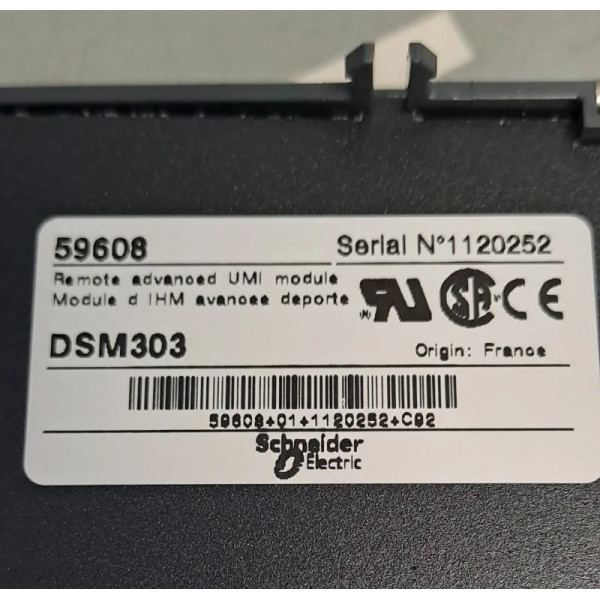 59608
Serial N°1120252
Remote advanced UMI module
Module d IHM avancee deporte
DSM303
Origin: France
59608+01+1120252+C92
Schneider
Electric